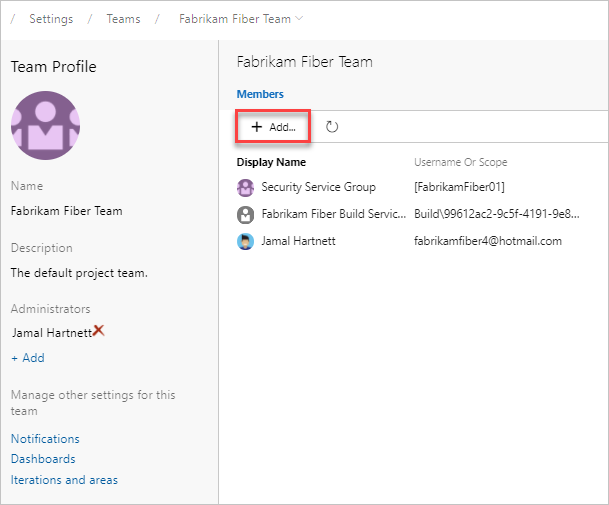 / Settings / Teams / Fabrikam Fiber Team
Team Profile
Name
Fabrikam Fiber Team
Description
The default project team.
Administrators
Jamal Hartnett
+ Add
Manage other settings for this
team
Notifications
Dashboards
Iterations and areas
Fabrikam Fiber Team
Members
+ Add...
Display Name Username Or Scope
Security Service Group [FabrikamFiber01]
Fabrikam Fiber Build Servic... Build\99612ac2-9c5f-4191-9e8...
Jamal Hartnett fabrikamfiber4@hotmail.com